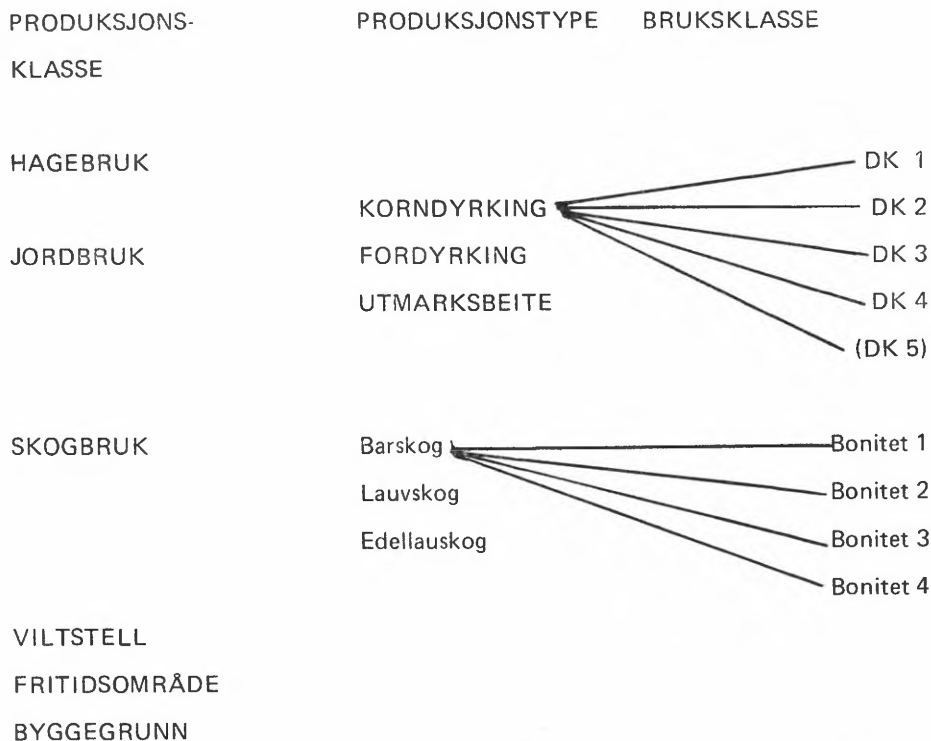 PRODUKSJONS- PRODUKSJONSTYPE BRUKSKLASSE
KLASSE
HAGEBRUK DK 1
KORNDYRKING DK 2
JORDBRUK FORDYRKING DK 3
UTMARKSBEITE DK 4
(DK 5)
SKOGBRUK Barskog Bonitet 1
Lauvskog Bonitet 2
Edellauskog Bonitet 3
Bonitet 4
VILTSTELL
FRITIDSOMRÅDE
BYGGEGRUNN